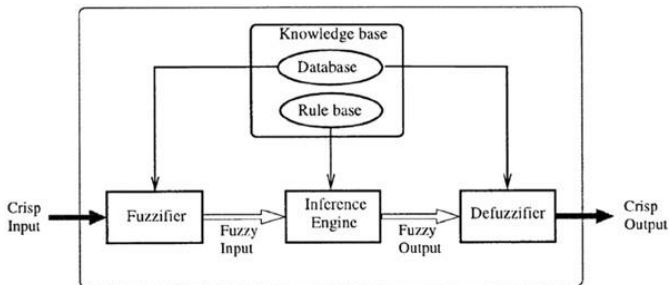 Knowledge base
Database
Rule base
Crisp
Input
Fuzzifier
Fuzzy
Input
Inference
Engine
Fuzzy
Output
Defuzzifier
Crisp
Output